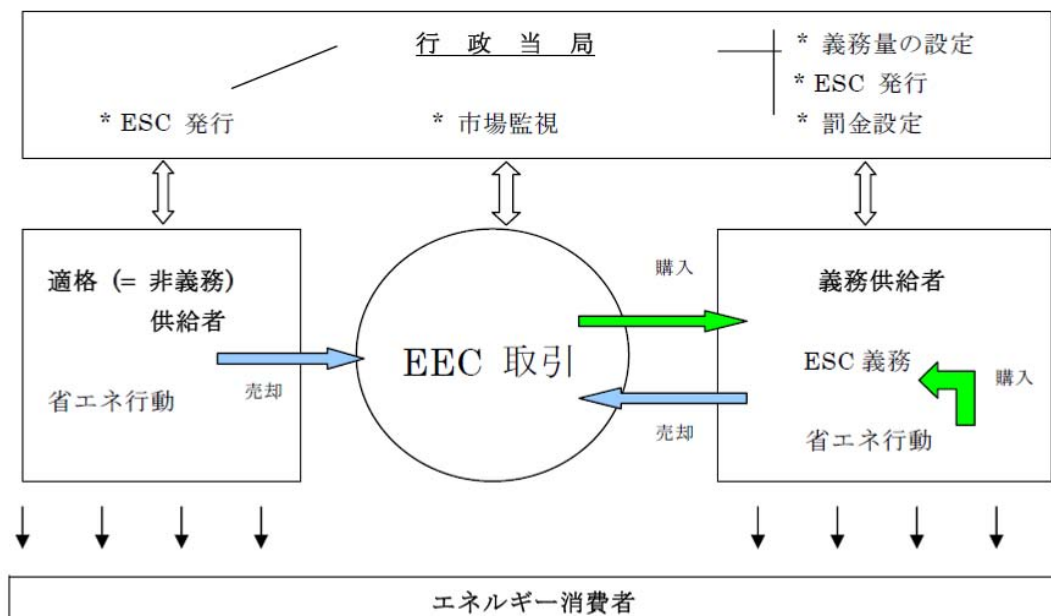 行 政 当 局
* 義務量の設定
* ESC 発行
* 罰金設定
* ESC 発行
* 市場監視
適格 (= 非義務)
供給者
省エネ行動
売却
EEC 取引
購入
売却
義務供給者
ESC 義務
購入
省エネ行動
エネルギー消費者